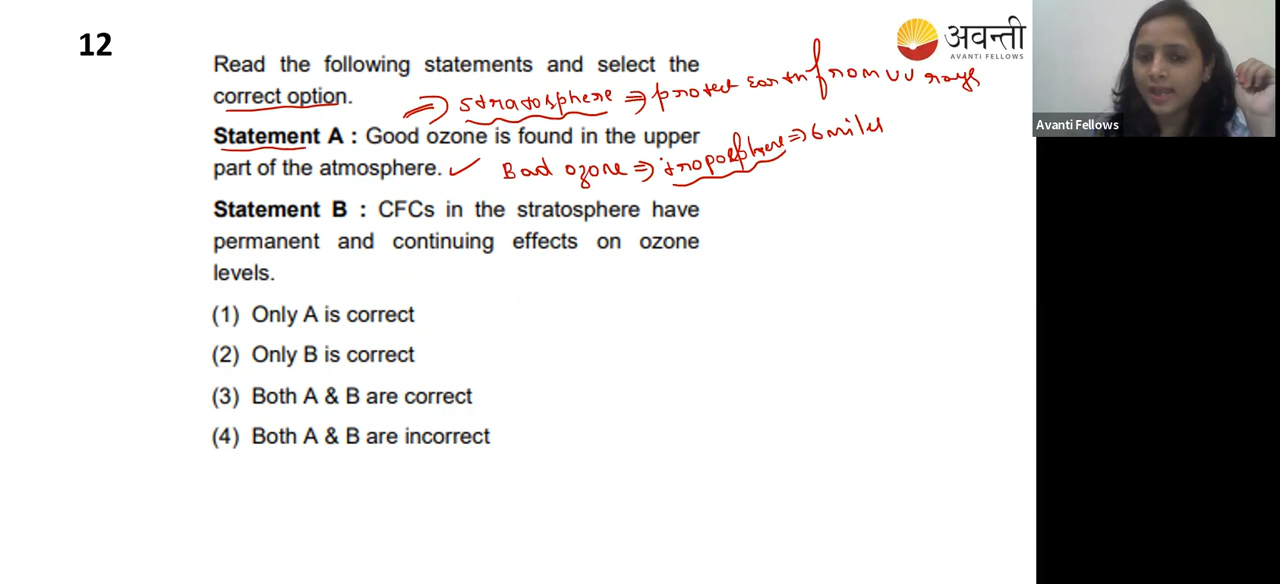 12
अवन्ती
AVANTI FELLOWS
Read the following statements and select the
correct option.
⇒ stratosphere ⇒ protect earth from UV rays
Statement A : Good ozone is found in the upper
part of the atmosphere. ✓
Bad ozone ⇒ troposphere ⇒ 6 miles
Statement B : CFCs in the stratosphere have
permanent and continuing effects on ozone
levels.
(1) Only A is correct
(2) Only B is correct
(3) Both A & B are correct
(4) Both A & B are incorrect
Avanti Fellows